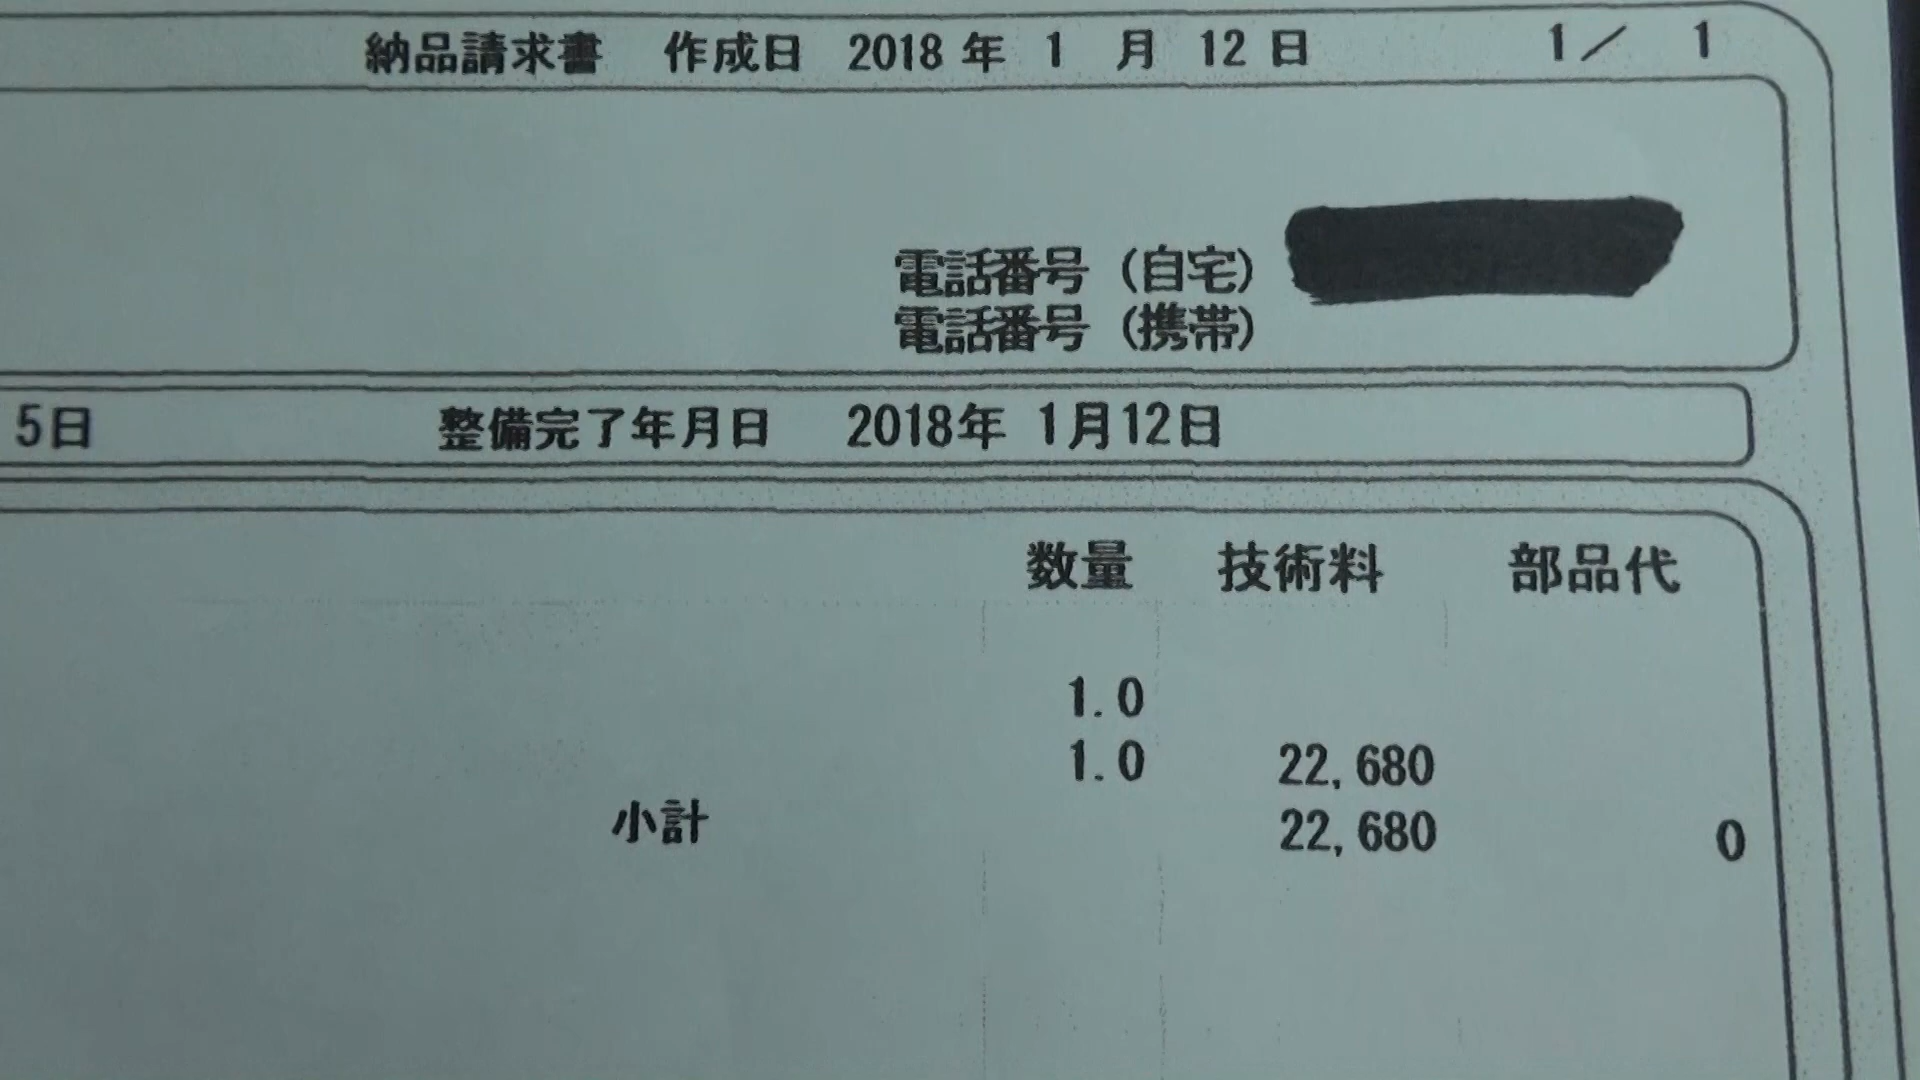 納品請求書 作成日 2018 年 1 月 12 日 1／ 1
電話番号 (自宅)
電話番号 (携帯)
5日 整備完了年月日 2018年 1月12日
数量 技術料 部品代
1.0
1.0 22,680
小計 22,680 0